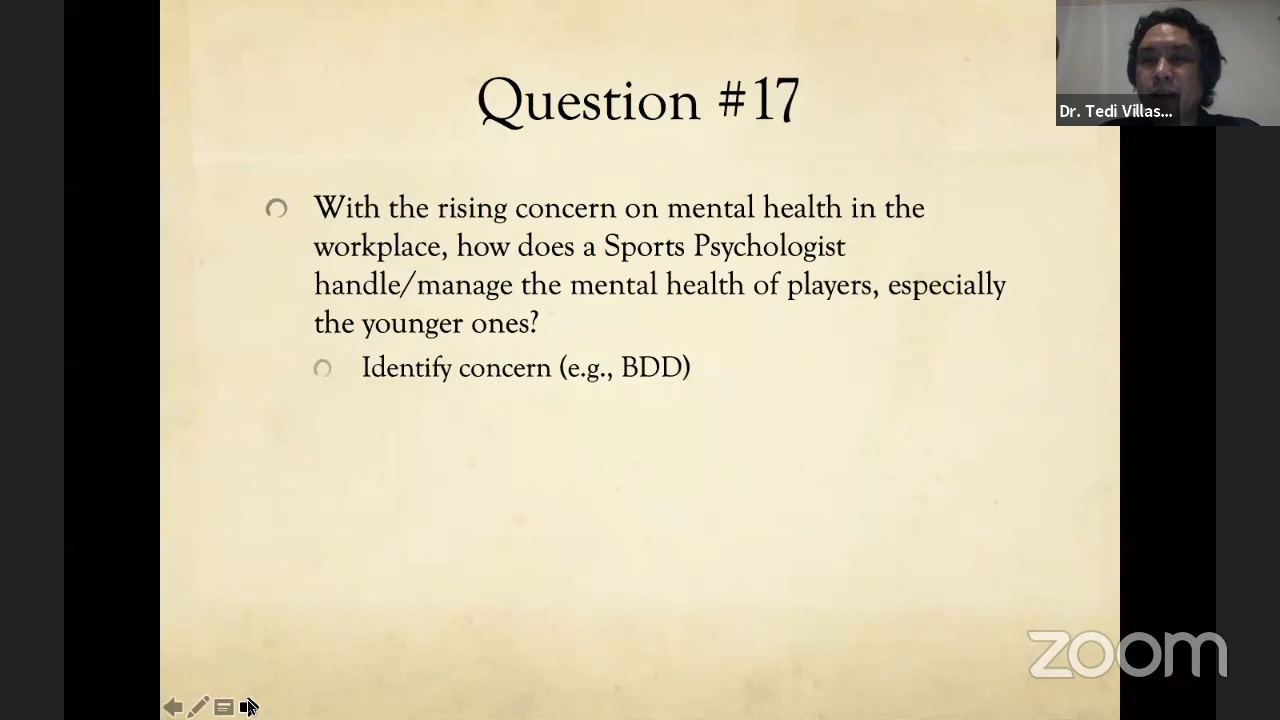 Question #17
Dr. Tedi Villas...
With the rising concern on mental health in the
workplace, how does a Sports Psychologist
handle/manage the mental health of players, especially
the younger ones?
Identify concern (e.g., BDD)
zoom